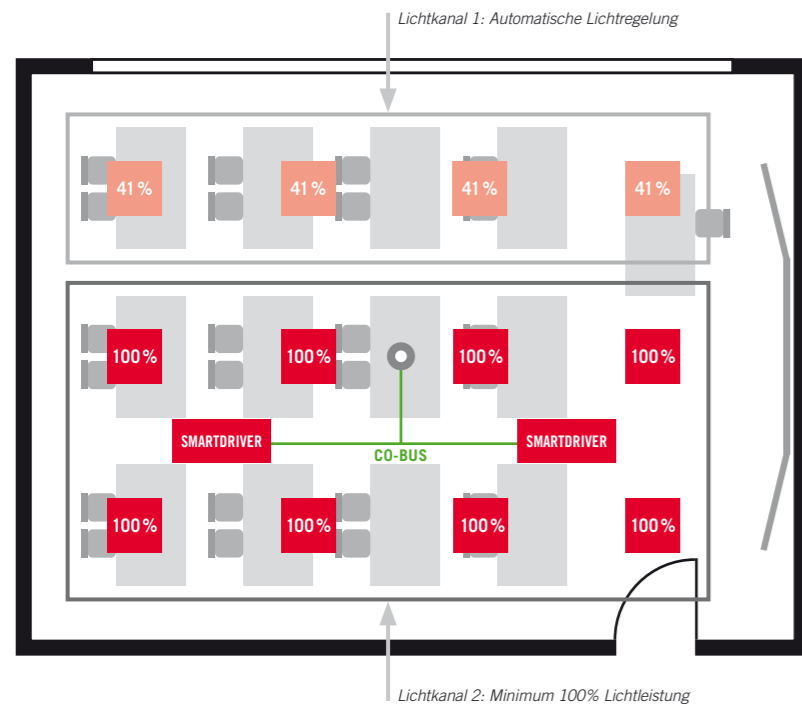 Lichtkanal 1: Automatische Lichtregelung
41 % 41 % 41 % 41 %
100 % 100 % 100 % 100 %
SMARTDRIVER SMARTDRIVER
CO-BUS
100 % 100 % 100 % 100 %
Lichtkanal 2: Minimum 100% Lichtleistung